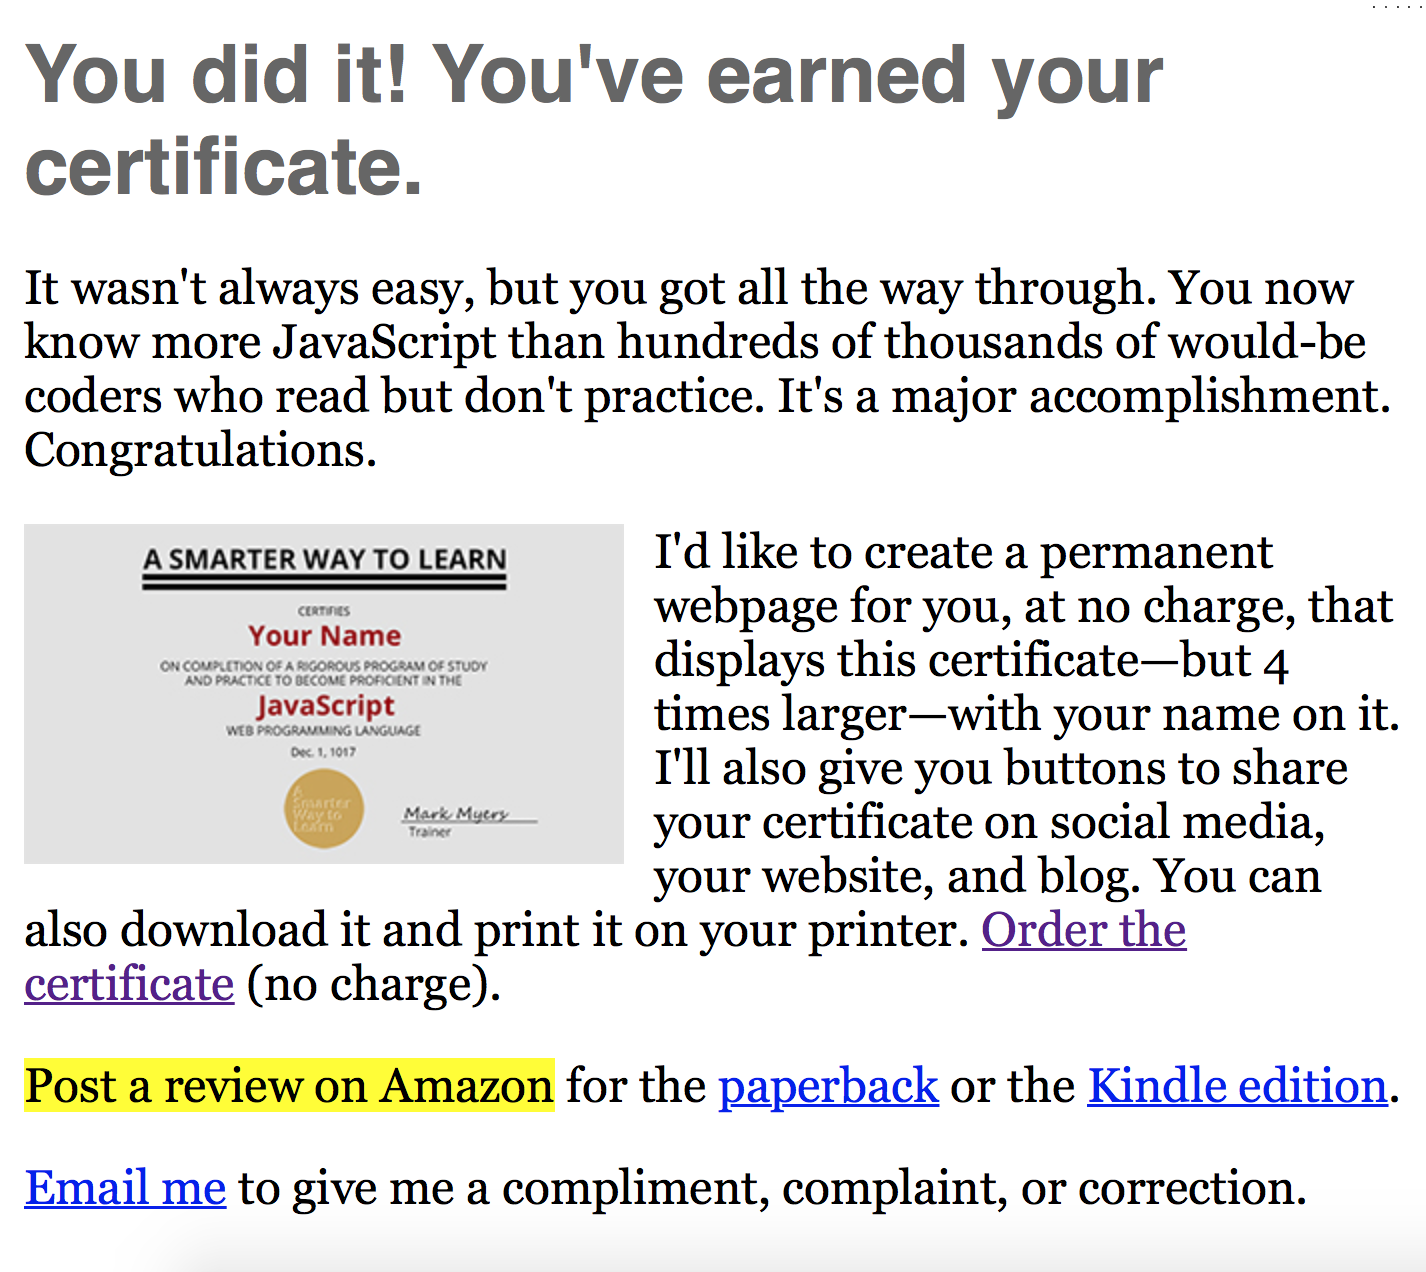 You did it! You've earned your
certificate.
It wasn't always easy, but you got all the way through. You now
know more JavaScript than hundreds of thousands of would-be
coders who read but don't practice. It's a major accomplishment.
Congratulations.
A SMARTER WAY TO LEARN
CERTIFIES
Your Name
ON COMPLETION OF A RIGOROUS PROGRAM OF STUDY
AND PRACTICE TO BECOME PROFICIENT IN THE
JavaScript
WEB PROGRAMMING LANGUAGE
Dec. 1, 1017
A
Smarter
Way to
Learn
Mark Myers
Trainer
I'd like to create a permanent
webpage for you, at no charge, that
displays this certificate—but 4
times larger—with your name on it.
I'll also give you buttons to share
your certificate on social media,
your website, and blog. You can
also download it and print it on your printer. Order the
certificate (no charge).
Post a review on Amazon for the paperback or the Kindle edition.
Email me to give me a compliment, complaint, or correction.